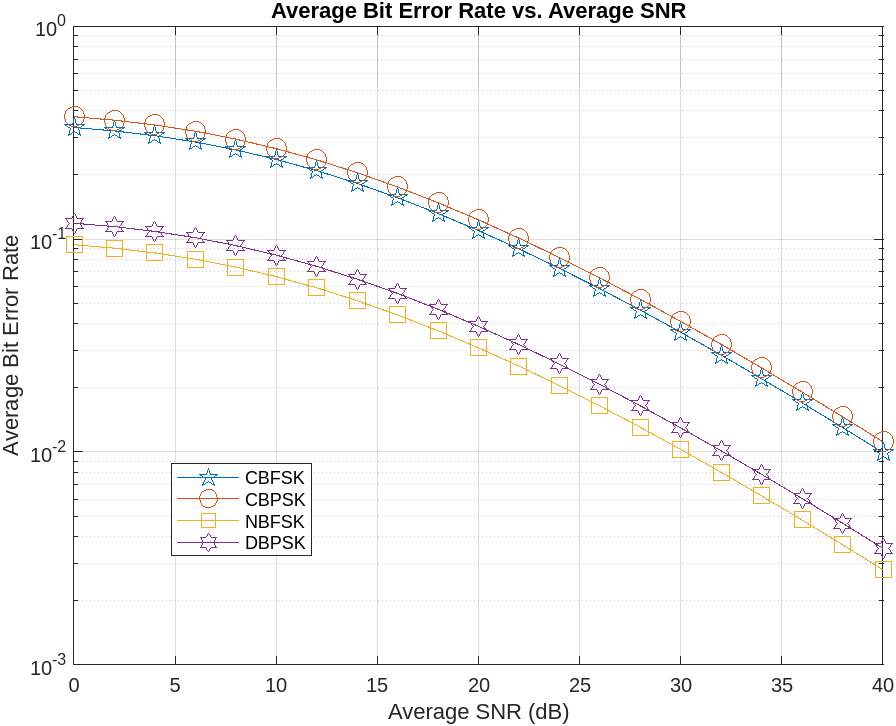 Average Bit Error Rate vs. Average SNR
10^0
10^-1
10^-2
10^-3
Average Bit Error Rate
CBFSK
CBPSK
NBFSK
DBPSK
0 5 10 15 20 25 30 35 40
Average SNR (dB)